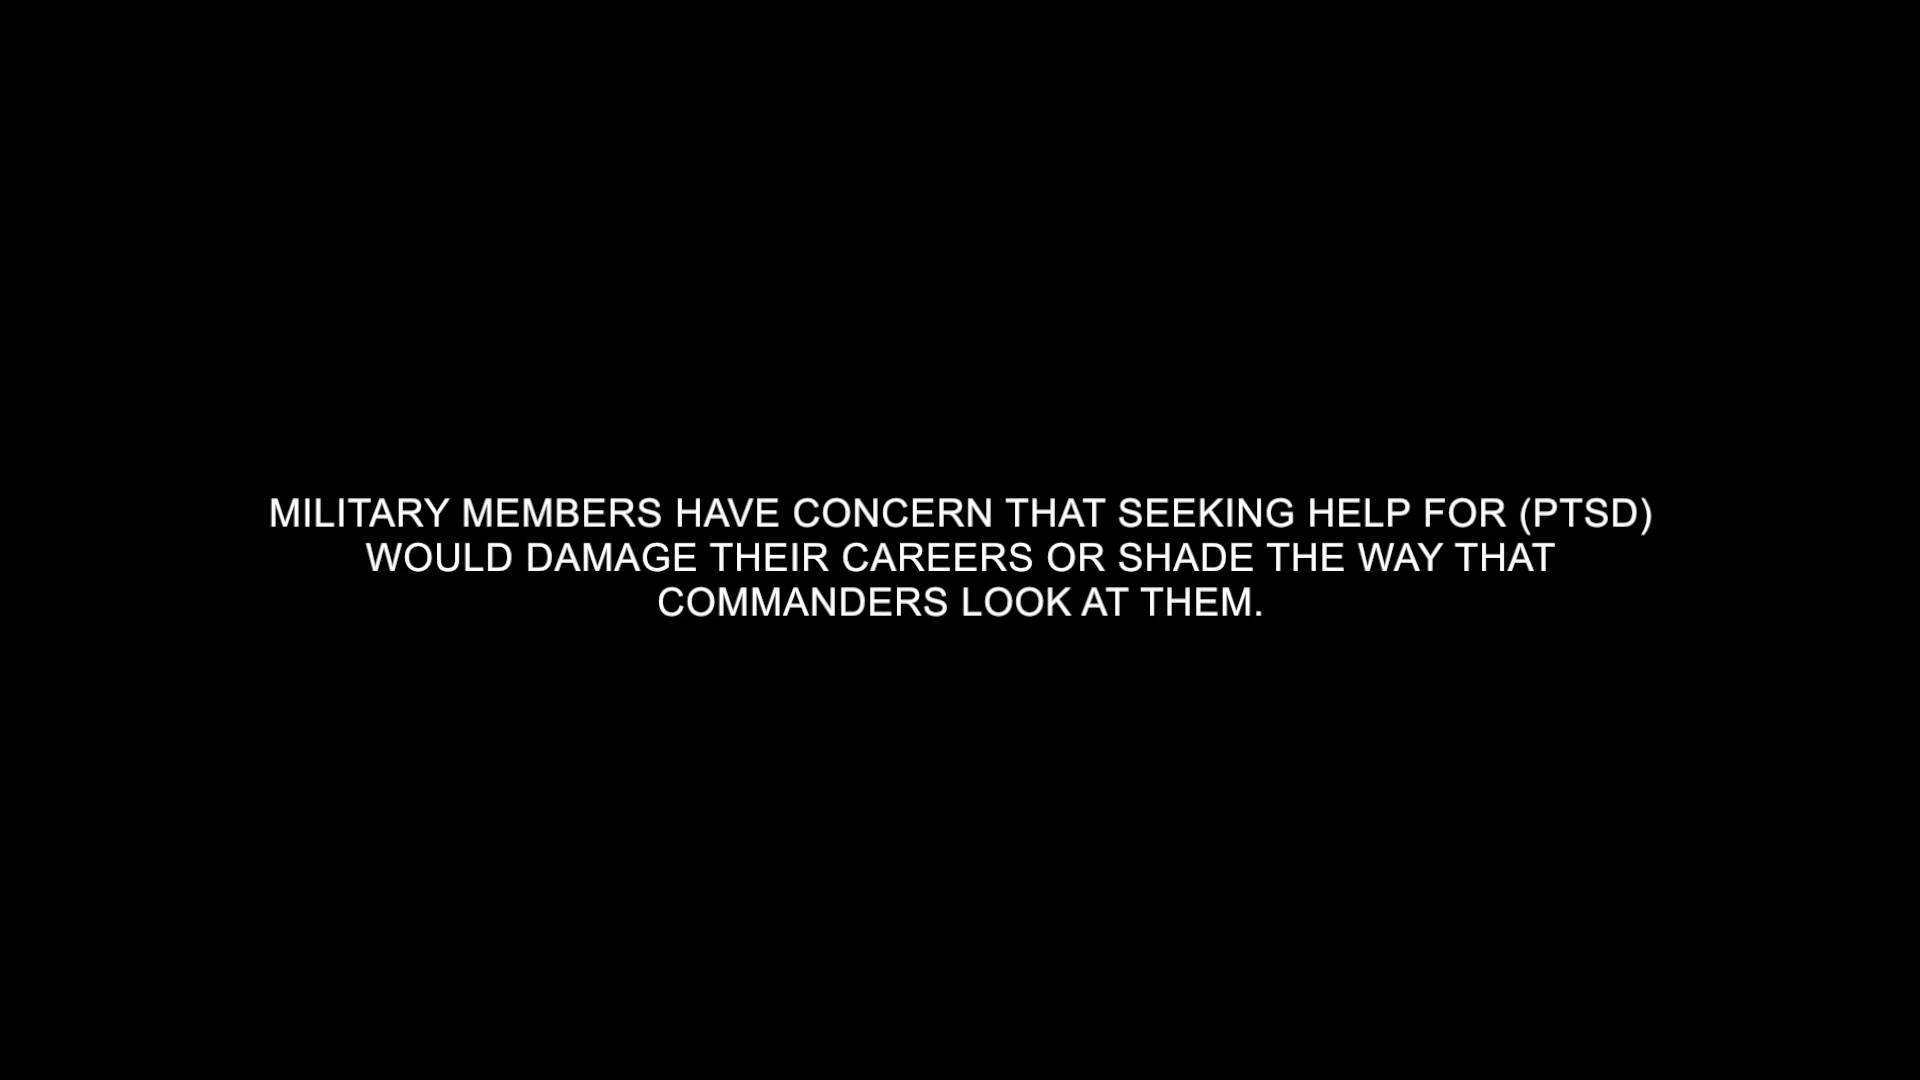 MILITARY MEMBERS HAVE CONCERN THAT SEEKING HELP FOR (PTSD)
WOULD DAMAGE THEIR CAREERS OR SHADE THE WAY THAT
COMMANDERS LOOK AT THEM.